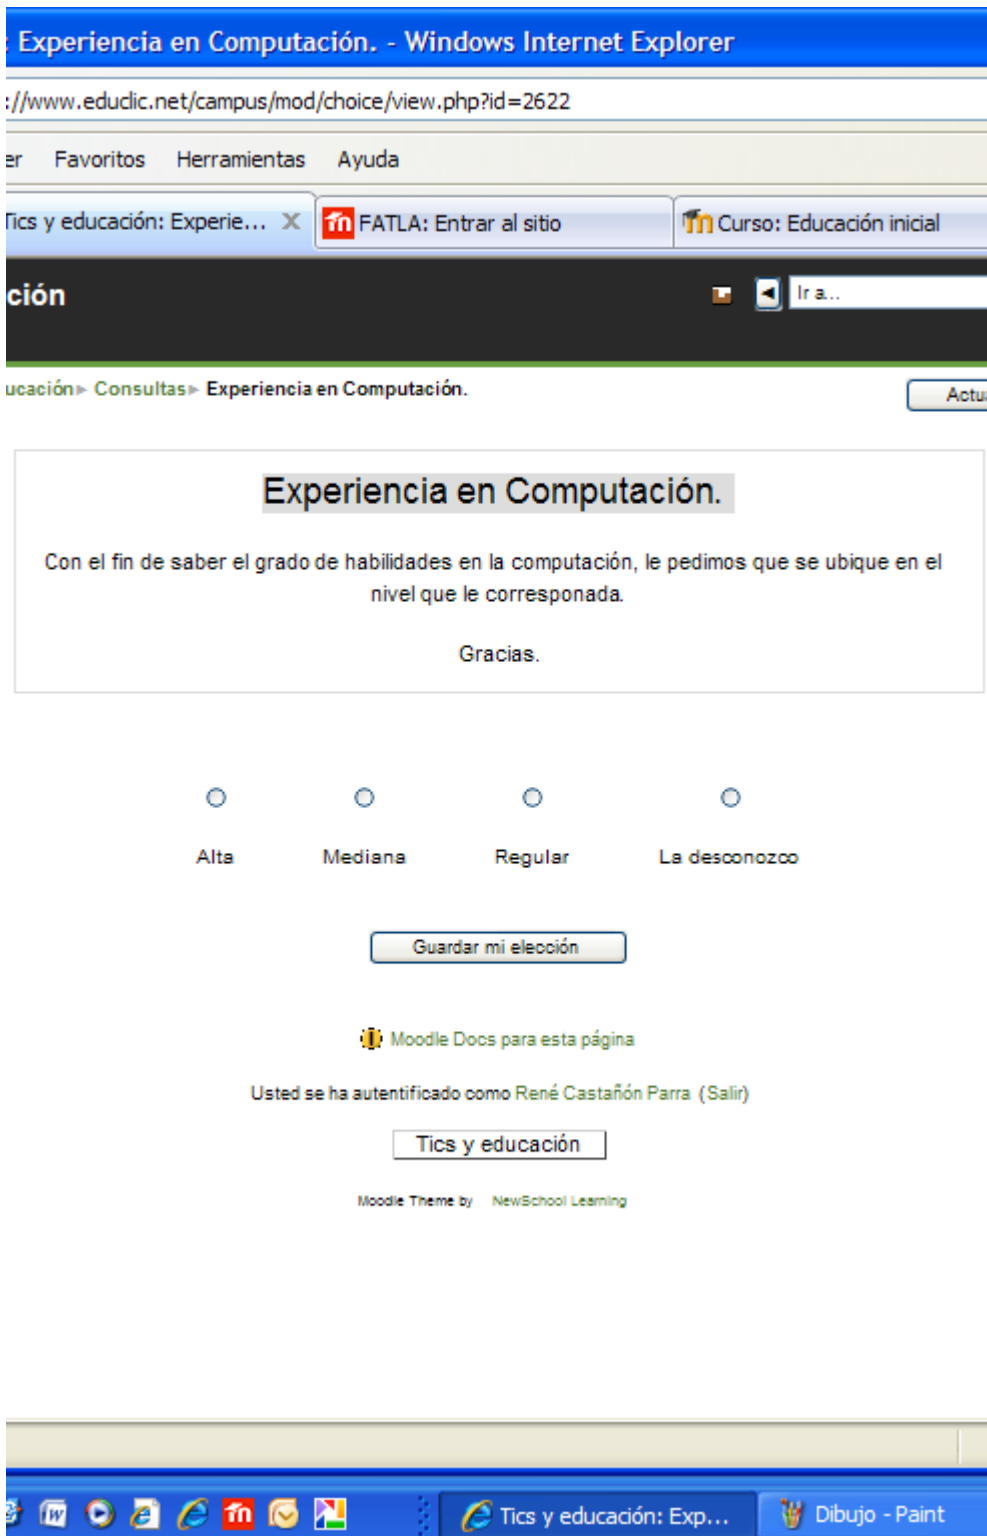 : Experiencia en Computación. - Windows Internet Explorer
://www.educlic.net/campus/mod/choice/view.php?id=2622
er Favoritos Herramientas Ayuda
Tics y educación: Experie... X FATLA: Entrar al sitio Curso: Educación inicial
ción Ir a...
ucación ► Consultas ► Experiencia en Computación. Actua
Experiencia en Computación.
Con el fin de saber el grado de habilidades en la computación, le pedimos que se ubique en el
nivel que le corresponada.
Gracias.
Alta Mediana Regular La desconozco
Guardar mi elección
Moodle Docs para esta página
Usted se ha autentificado como René Castañón Parra (Salir)
Tics y educación
Moodle Theme by NewSchool Learning
Tics y educación: Exp... Dibujo - Paint